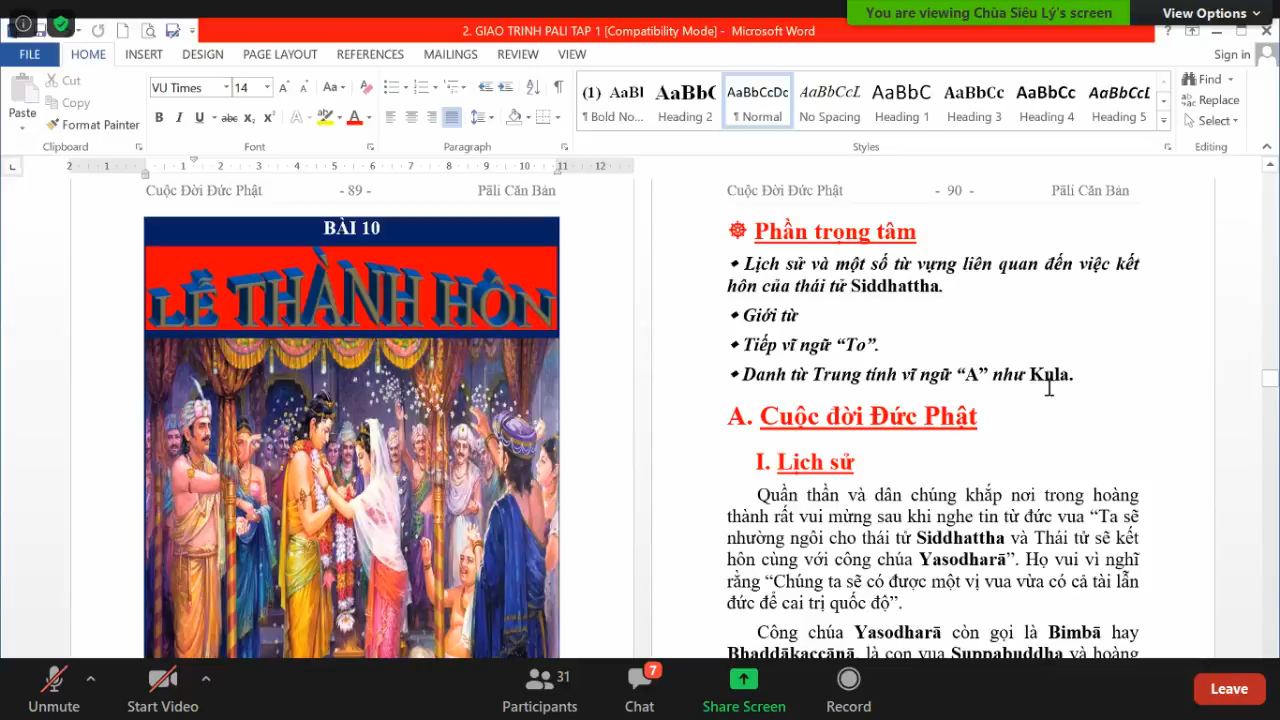 You are viewing Chùa Siêu Lý's screen
View Options
2. GIAO TRINH PALI TAP 1 [Compatibility Mode] - Microsoft Word
FILE HOME INSERT DESIGN PAGE LAYOUT REFERENCES MAILINGS REVIEW VIEW
Sign in
Paste
Cut
Copy
Format Painter
Clipboard
VU Times
14
Font
Paragraph
(1) AaBl
¶ Bold No...
AaBbC
Heading 2
AaBbCcDc
¶ Normal
AaBbCcL
No Spacing
AaBbC
Heading 1
AaBbCc
Heading 3
AaBbCc
Heading 4
AaBbCcL
Heading 5
Styles
Find
Replace
Select
Editing
Cuộc Đời Đức Phật - 89 - Pāli Căn Bản
BÀI 10
LỄ THÀNH HÔN
Cuộc Đời Đức Phật - 90 - Pāli Căn Bản
Phần trọng tâm
Lịch sử và một số từ vựng liên quan đến việc kết
hôn của thái tử Siddhattha.
Giới từ
Tiếp vĩ ngữ “To”.
Danh từ Trung tính vĩ ngữ “A” như Kula.
A. Cuộc đời Đức Phật
I. Lịch sử
Quần thần và dân chúng khắp nơi trong hoàng
thành rất vui mừng sau khi nghe tin từ đức vua “Ta sẽ
nhường ngôi cho thái tử Siddhattha và Thái tử sẽ kết
hôn cùng với công chúa Yasodharā”. Họ vui vì nghĩ
rằng “Chúng ta sẽ có được một vị vua vừa có cả tài lẫn
đức để cai trị quốc độ”.
Công chúa Yasodharā còn gọi là Bimbā hay
Bhaddākaccānā, là con vua Suppabuddha và hoàng
Unmute
Start Video
Participants 31
Chat 7
Share Screen
Record
Leave